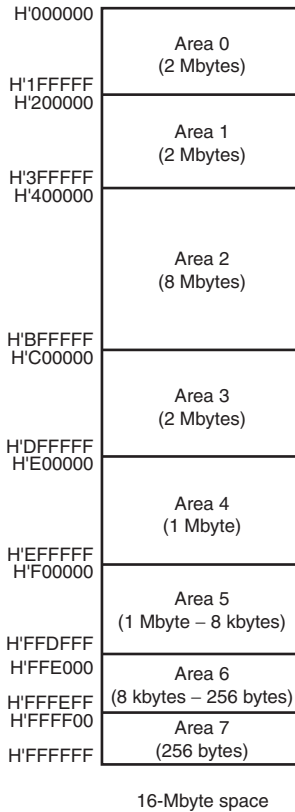 H'000000
Area 0
(2 Mbytes)
H'1FFFFF
H'200000
Area 1
(2 Mbytes)
H'3FFFFF
H'400000
Area 2
(8 Mbytes)
H'BFFFFF
H'C00000
Area 3
(2 Mbytes)
H'DFFFFF
H'E00000
Area 4
(1 Mbyte)
H'EFFFFF
H'F00000
Area 5
(1 Mbyte – 8 kbytes)
H'FFDFFF
H'FFE000
Area 6
(8 kbytes – 256 bytes)
H'FFFEFF
H'FFFF00
Area 7
(256 bytes)
H'FFFFFF
16-Mbyte space